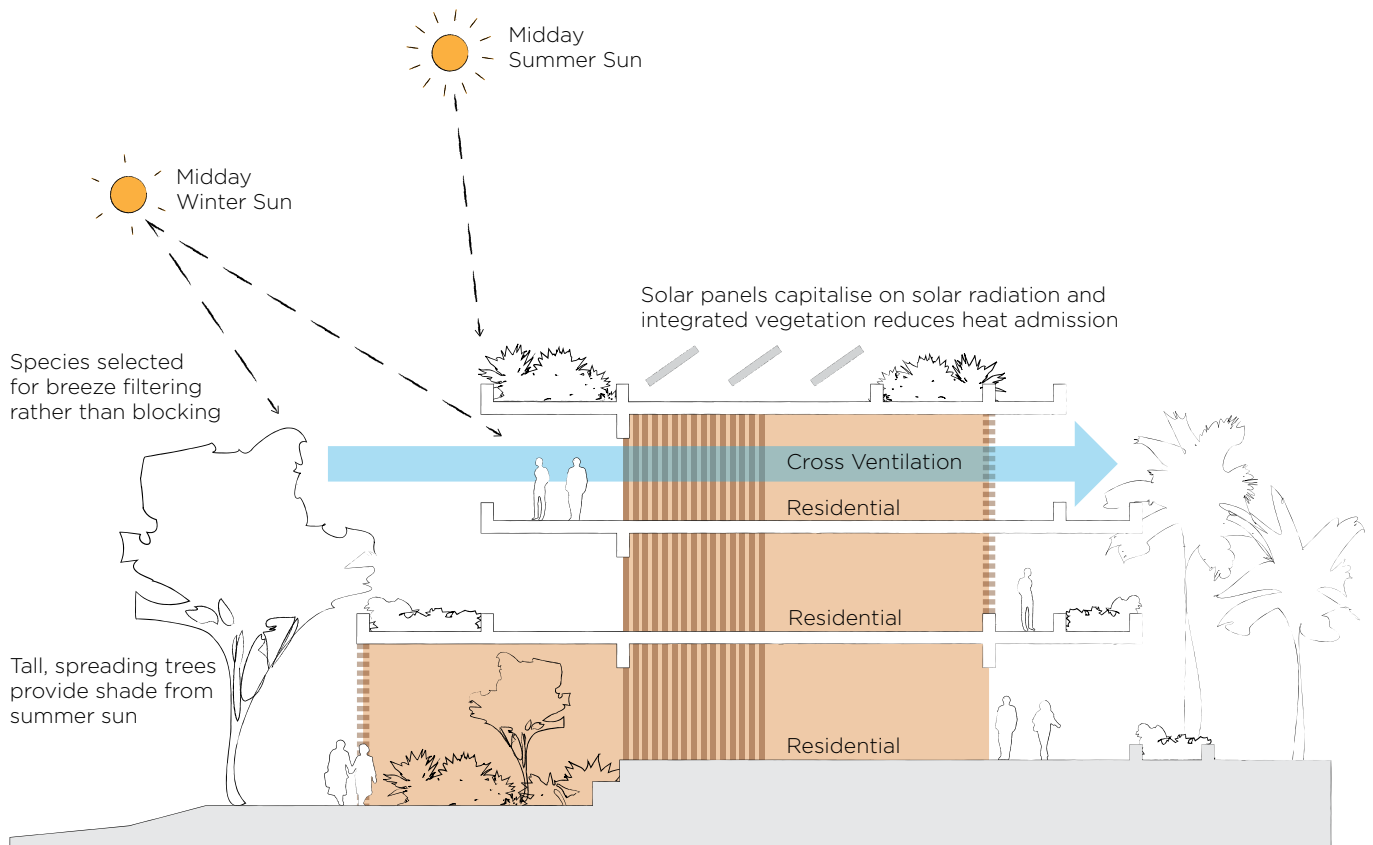 Midday
Summer Sun
Midday
Winter Sun
Solar panels capitalise on solar radiation and
integrated vegetation reduces heat admission
Species selected
for breeze filtering
rather than blocking
Cross Ventilation
Residential
Residential
Tall, spreading trees
provide shade from
summer sun
Residential